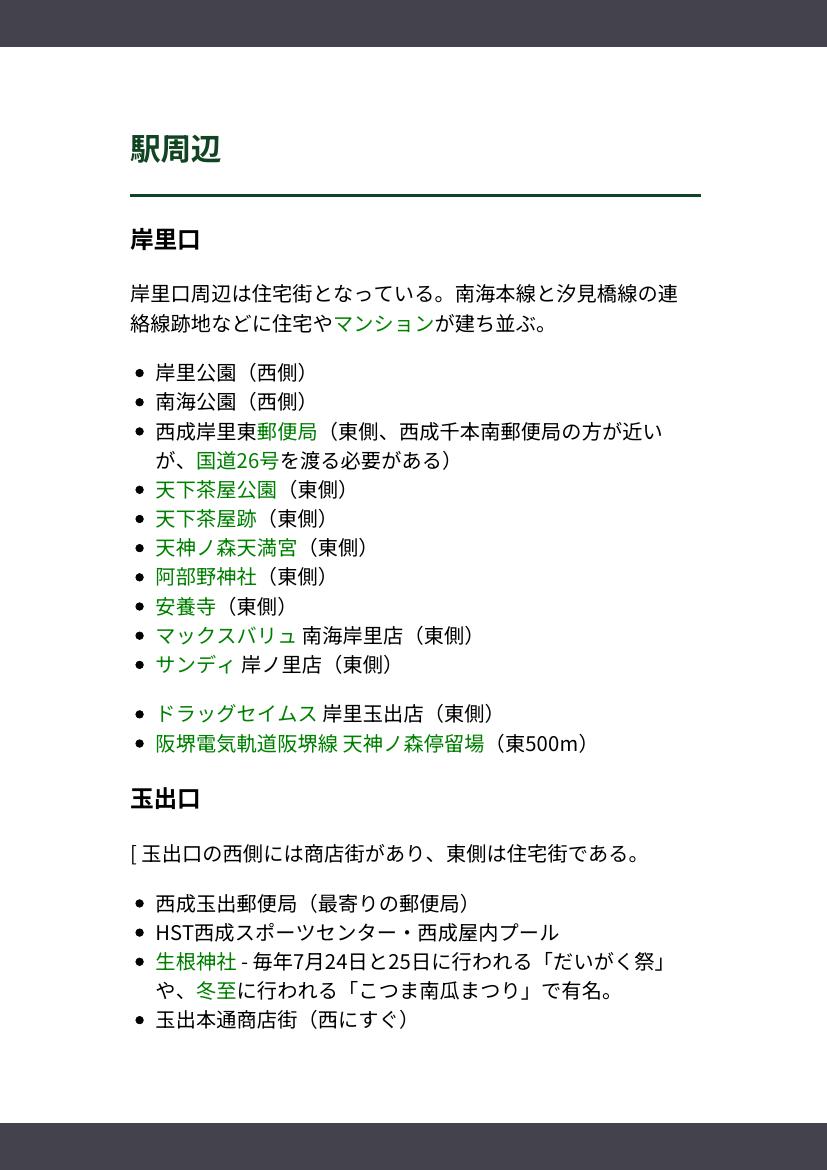 駅周辺
岸里口
岸里口周辺は住宅街となっている。南海本線と汐見橋線の連
絡線跡地などに住宅やマンションが建ち並ぶ。
• 岸里公園（西側）
• 南海公園（西側）
• 西成岸里東郵便局（東側、西成千本南郵便局の方が近い
が、国道26号を渡る必要がある）
• 天下茶屋公園（東側）
• 天下茶屋跡（東側）
• 天神ノ森天満宮（東側）
• 阿部野神社（東側）
• 安養寺（東側）
• マックスバリュ 南海岸里店（東側）
• サンディ 岸ノ里店（東側）
• ドラッグセイムス 岸里玉出店（東側）
• 阪堺電気軌道阪堺線 天神ノ森停留場（東500m）
玉出口
[ 玉出口の西側には商店街があり、東側は住宅街である。
• 西成玉出郵便局（最寄りの郵便局）
• HST西成スポーツセンター・西成屋内プール
• 生根神社 - 毎年7月24日と25日に行われる「だいがく祭」
や、冬至に行われる「こつま南瓜まつり」で有名。
• 玉出本通商店街（西にすぐ）